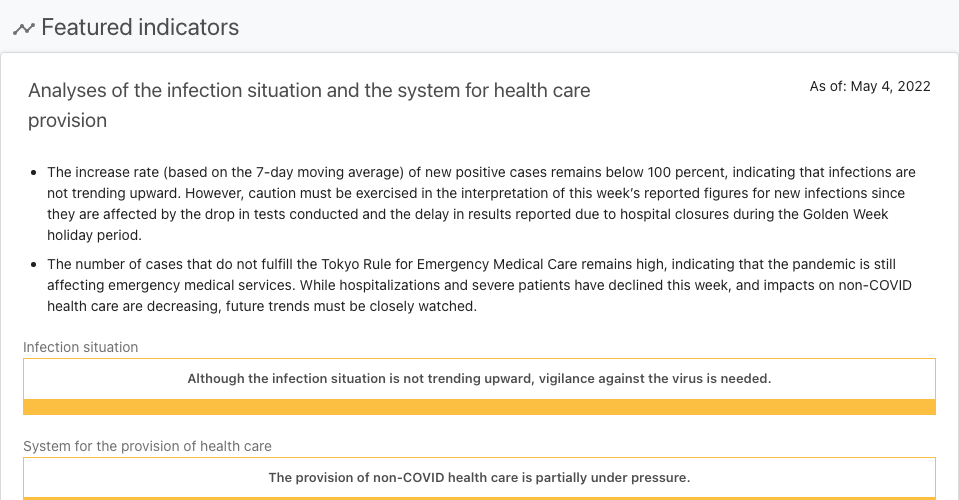 Featured indicators
Analyses of the infection situation and the system for health care
provision
As of: May 4, 2022
The increase rate (based on the 7-day moving average) of new positive cases remains below 100 percent, indicating that infections are
not trending upward. However, caution must be exercised in the interpretation of this week's reported figures for new infections since
they are affected by the drop in tests conducted and the delay in results reported due to hospital closures during the Golden Week
holiday period.
The number of cases that do not fulfill the Tokyo Rule for Emergency Medical Care remains high, indicating that the pandemic is still
affecting emergency medical services. While hospitalizations and severe patients have declined this week, and impacts on non-COVID
health care are decreasing, future trends must be closely watched.
Infection situation
Although the infection situation is not trending upward, vigilance against the virus is needed.
System for the provision of health care
The provision of non-COVID health care is partially under pressure.